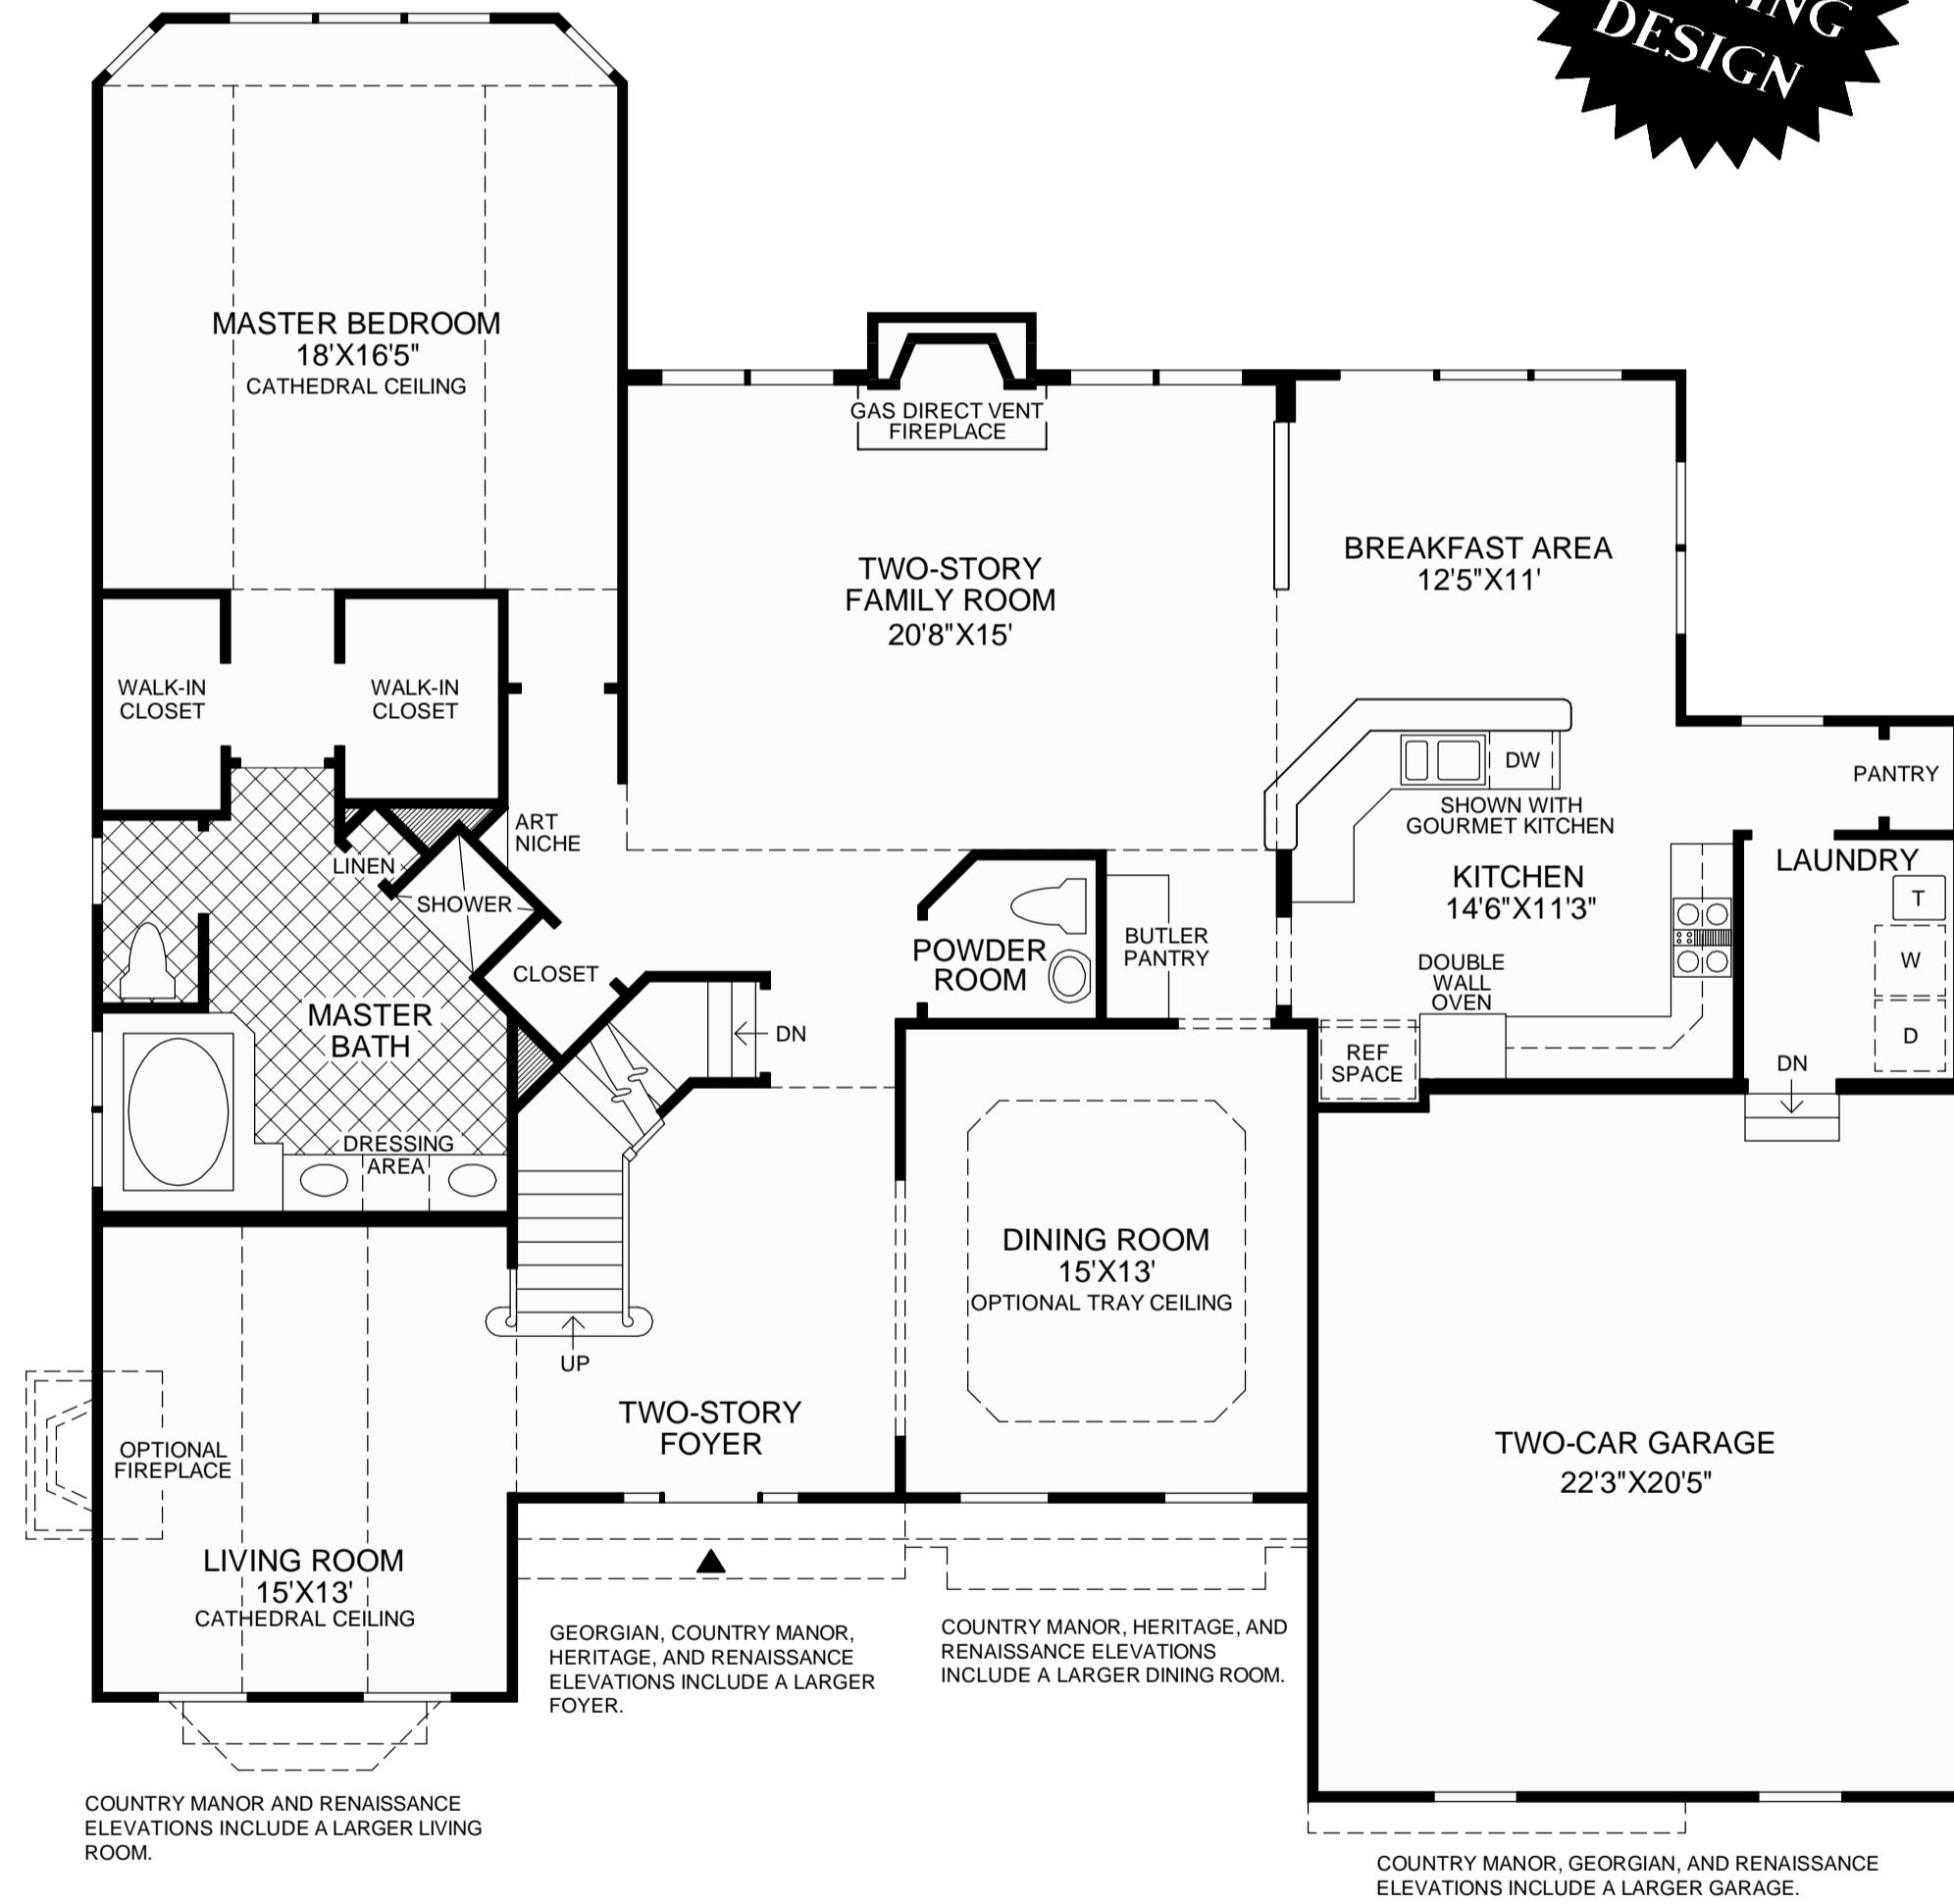 DESIGN
MASTER BEDROOM
18'X16'5"
CATHEDRAL CEILING
GAS DIRECT VENT
FIREPLACE
TWO-STORY
FAMILY ROOM
20'8"X15'
BREAKFAST AREA
12'5"X11'
WALK-IN
CLOSET
WALK-IN
CLOSET
ART
NICHE
LINEN
SHOWER
CLOSET
MASTER
BATH
DRESSING
AREA
DN
POWDER
ROOM
BUTLER
PANTRY
DW
SHOWN WITH
GOURMET KITCHEN
KITCHEN
14'6"X11'3"
DOUBLE
WALL
OVEN
REF
SPACE
PANTRY
LAUNDRY
T
W
D
DN
DINING ROOM
15'X13'
OPTIONAL TRAY CEILING
UP
TWO-STORY
FOYER
OPTIONAL
FIREPLACE
LIVING ROOM
15'X13'
CATHEDRAL CEILING
TWO-CAR GARAGE
22'3"X20'5"
GEORGIAN, COUNTRY MANOR,
HERITAGE, AND RENAISSANCE
ELEVATIONS INCLUDE A LARGER
FOYER.
COUNTRY MANOR, HERITAGE, AND
RENAISSANCE ELEVATIONS
INCLUDE A LARGER DINING ROOM.
COUNTRY MANOR AND RENAISSANCE
ELEVATIONS INCLUDE A LARGER LIVING
ROOM.
COUNTRY MANOR, GEORGIAN, AND RENAISSANCE
ELEVATIONS INCLUDE A LARGER GARAGE.